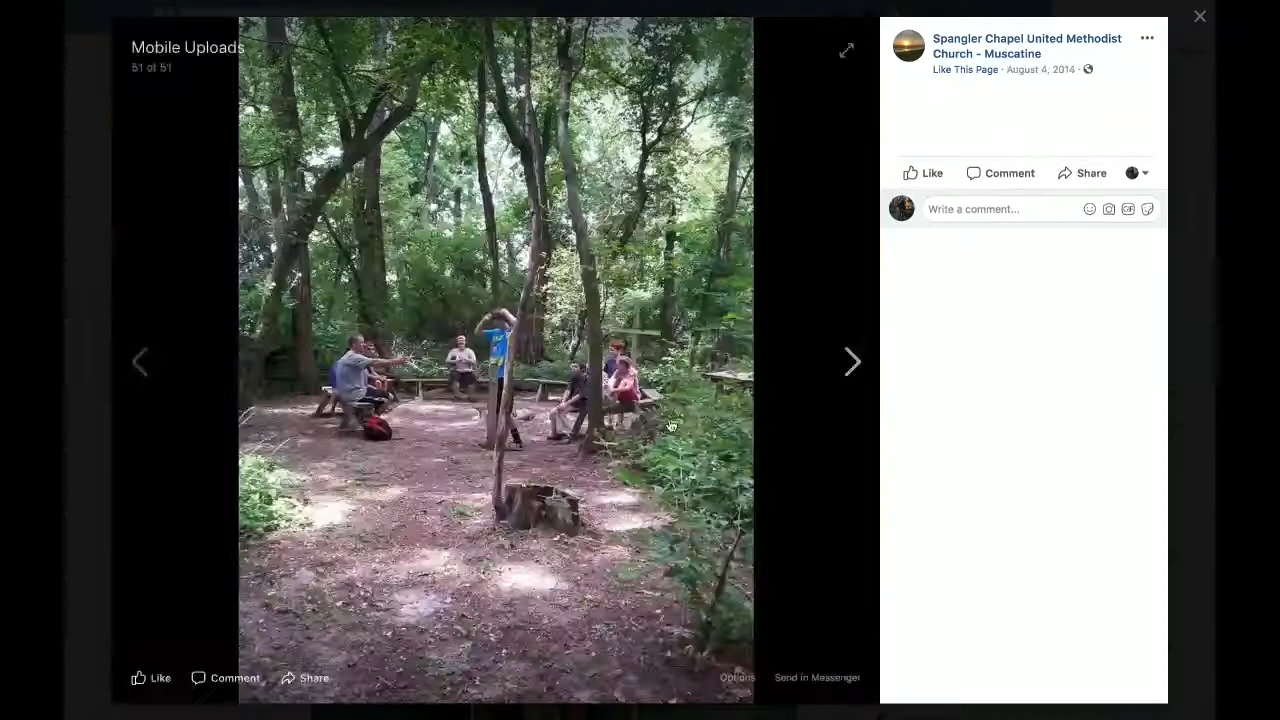 Mobile Uploads
51 of 51
Spangler Chapel United Methodist
Church - Muscatine
Like This Page · August 4, 2014 ·
Like
Comment
Share
Write a comment...
GIF
Like
Comment
Share
Options
Send in Messenger